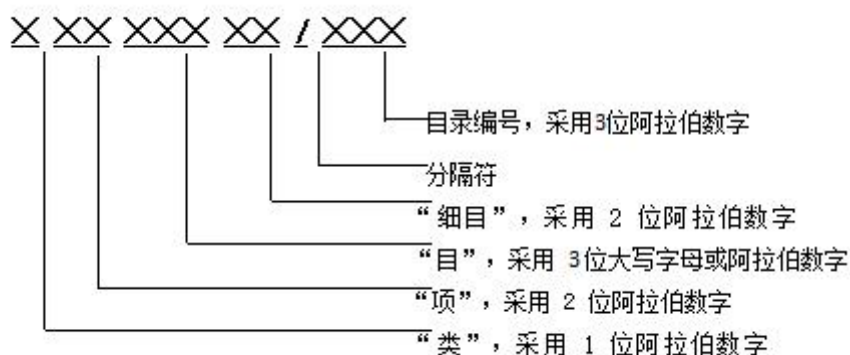 X XX XXX XX / XXX
目录编号，采用3位阿拉伯数字
分隔符
“细目”，采用 2 位阿拉伯数字
“目”，采用 3位大写字母或阿拉伯数字
“项”，采用 2 位阿拉伯数字
“类”，采用 1 位阿拉伯数字